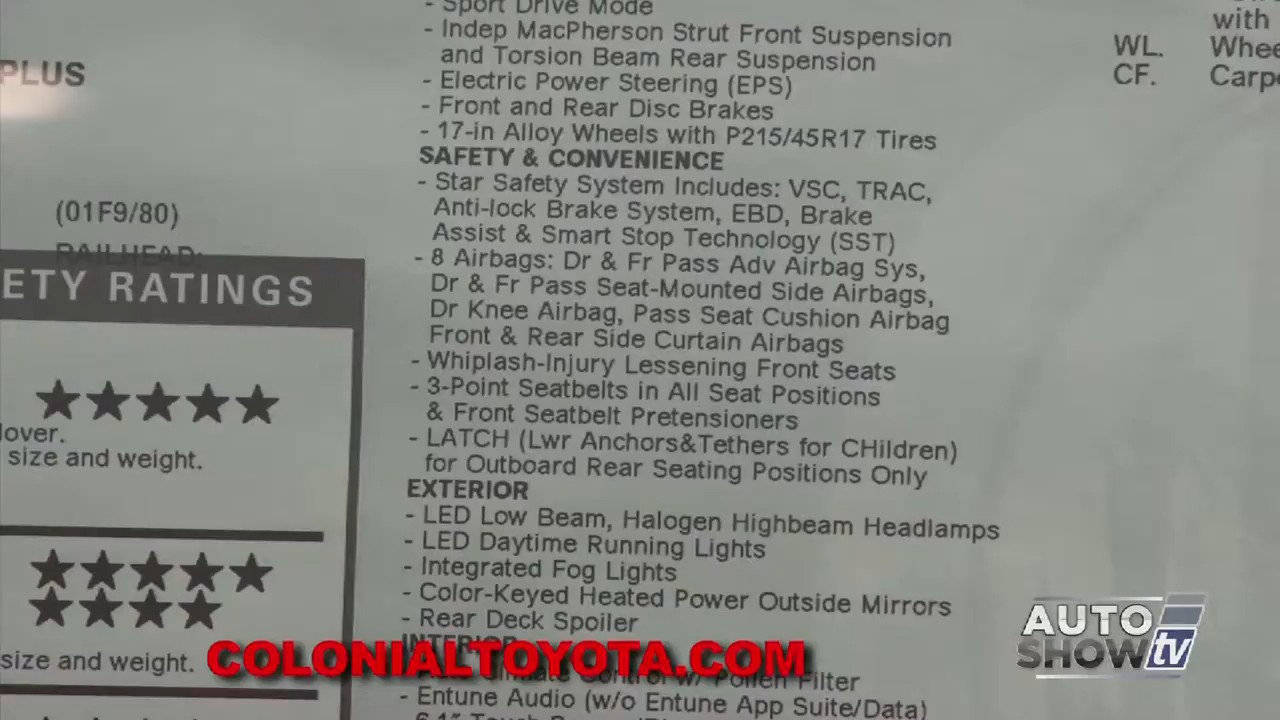 PLUS
(01F9/80)
RAILHEAD:
ETY RATINGS
lover.
size and weight.
size and weight.
- Sport Drive Mode
- Indep MacPherson Strut Front Suspension
and Torsion Beam Rear Suspension
- Electric Power Steering (EPS)
- Front and Rear Disc Brakes
- 17-in Alloy Wheels with P215/45R17 Tires
SAFETY & CONVENIENCE
- Star Safety System Includes: VSC, TRAC,
Anti-lock Brake System, EBD, Brake
Assist & Smart Stop Technology (SST)
- 8 Airbags: Dr & Fr Pass Adv Airbag Sys,
Dr & Fr Pass Seat-Mounted Side Airbags,
Dr Knee Airbag, Pass Seat Cushion Airbag
Front & Rear Side Curtain Airbags
- Whiplash-Injury Lessening Front Seats
- 3-Point Seatbelts in All Seat Positions
& Front Seatbelt Pretensioners
- LATCH (Lwr Anchors&Tethers for CHildren)
for Outboard Rear Seating Positions Only
EXTERIOR
- LED Low Beam, Halogen Highbeam Headlamps
- LED Daytime Running Lights
- Integrated Fog Lights
- Color-Keyed Heated Power Outside Mirrors
- Rear Deck Spoiler
INTERIOR
Control w/ Pollen Filter
- Entune Audio (w/o Entune App Suite/Data)
with
WL. Whee
CF. Carpe
COLONIALTOYOTA.COM
AUTO
SHOW tv